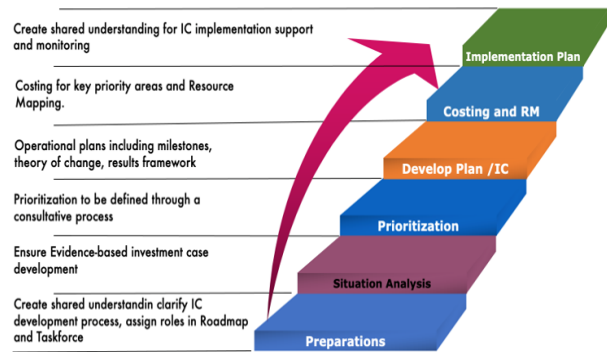 Create shared understanding for IC implementation support
and monitoring
Implementation Plan
Costing for key priority areas and Resource
Mapping.
Costing and RM
Operational plans including milestones,
theory of change, results framework
Develop Plan /IC
Prioritization to be defined through a
consultative process
Prioritization
Ensure Evidence-based investment case
development
Situation Analysis
Create shared understandin clarify IC
development process, assign roles in Roadmap
and Taskforce
Preparations